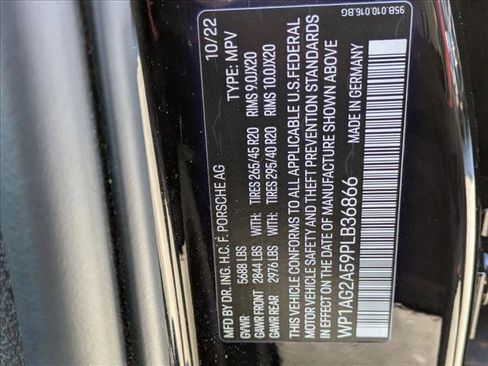 95B.010.016.BG
MFD BY DR. ING. H.C. F. PORSCHE AG 10/22
TYPE: MPV
GVWR 5688 LBS
GAWR FRONT 2844 LBS WITH: TIRES 265/45 R20 RIMS 9.0JX20
GAWR REAR 2976 LBS WITH: TIRES 295/40 R20 RIMS 10.0JX20
THIS VEHICLE CONFORMS TO ALL APPLICABLE U.S.FEDERAL
MOTOR VEHICLE SAFETY AND THEFT PREVENTION STANDARDS
IN EFFECT ON THE DATE OF MANUFACTURE SHOWN ABOVE
WP1AG2A59PLB36866 MADE IN GERMANY